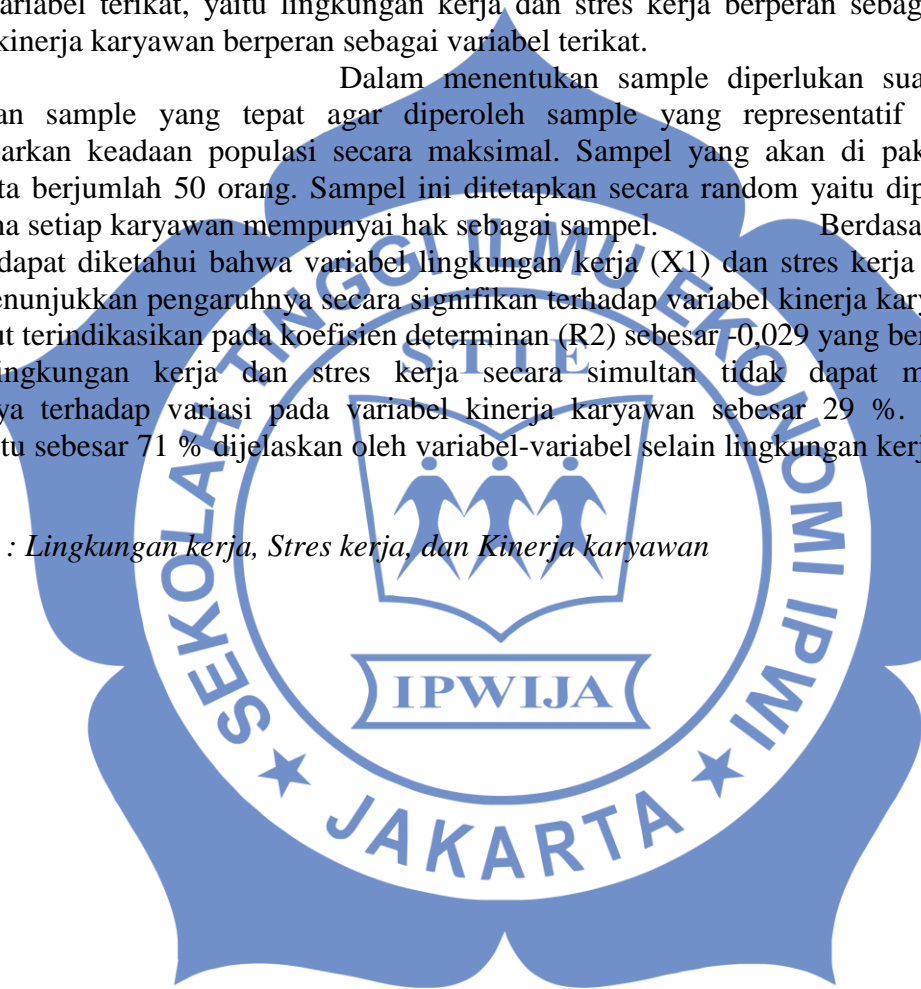 ariabel terikat, yaitu lingkungan kerja dan stres kerja berperan sebag
kinerja karyawan berperan sebagai variabel terikat.
Dalam menentukan sample diperlukan sua
an sample yang tepat agar diperoleh sample yang representatif
arkan keadaan populasi secara maksimal. Sampel yang akan di pak
ta berjumlah 50 orang. Sampel ini ditetapkan secara random yaitu dip
na setiap karyawan mempunyai hak sebagai sampel. Berdasa
dapat diketahui bahwa variabel lingkungan kerja (X1) dan stres kerja
enunjukkan pengaruhnya secara signifikan terhadap variabel kinerja kary
ut terindikasikan pada koefisien determinan (R2) sebesar -0,029 yang ber
ingkungan kerja dan stres kerja secara simultan tidak dapat m
ya terhadap variasi pada variabel kinerja karyawan sebesar 29 %.
tu sebesar 71 % dijelaskan oleh variabel-variabel selain lingkungan kerj
: Lingkungan kerja, Stres kerja, dan Kinerja karyawan
SEKOLAH TINGGI ILMU EKONOMI IPWI
STIE
IPWIJA
★ JAKARTA ★